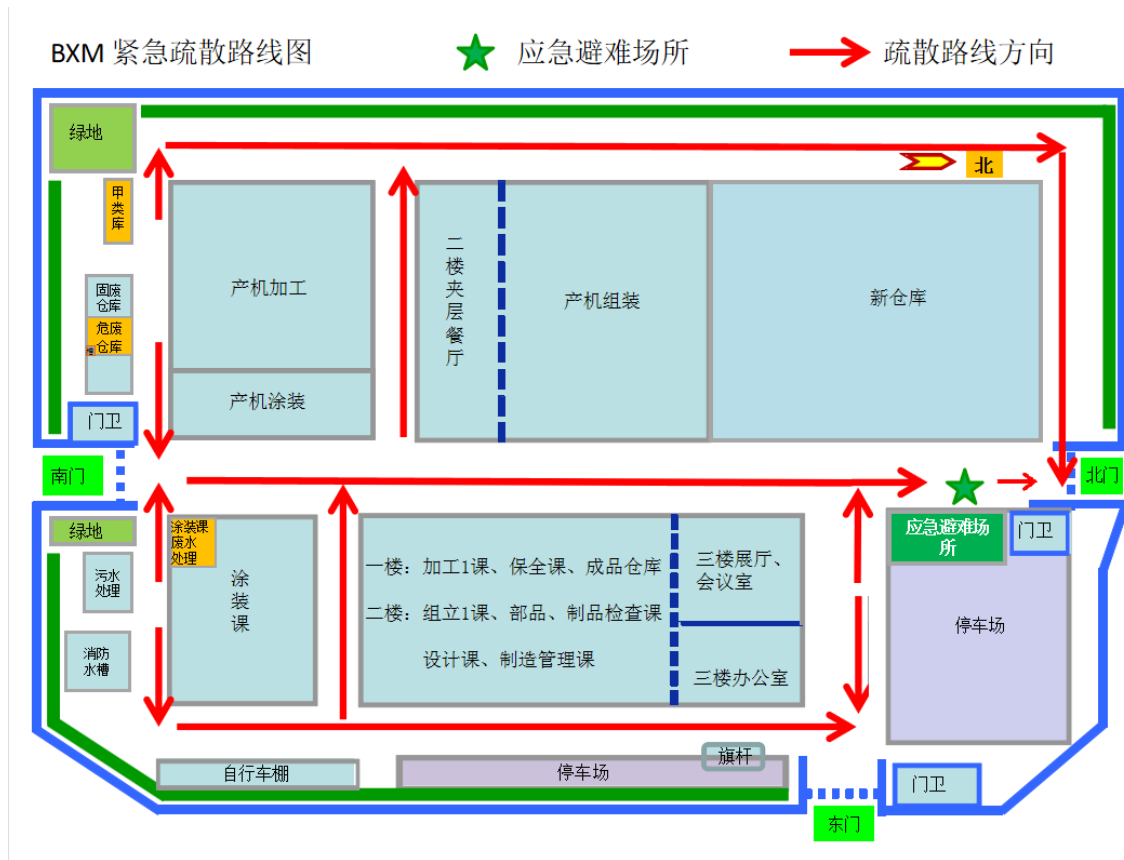 BXM 紧急疏散路线图
应急避难场所
疏散路线方向
绿地
北
甲
类
库
二
楼
夹
层
餐
厅
产机加工
产机组装
新仓库
固废
仓库
危废
仓库
产机涂装
门卫
南门
北门
绿地
涂装课
废水
处理
应急避难场
所
门卫
污水
处理
涂
装
课
一楼：加工1课、保全课、成品仓库
二楼：组立1课、部品、制品检查课
设计课、制造管理课
三楼展厅、
会议室
停车场
消防
水槽
三楼办公室
旗杆
自行车棚
停车场
门卫
东门